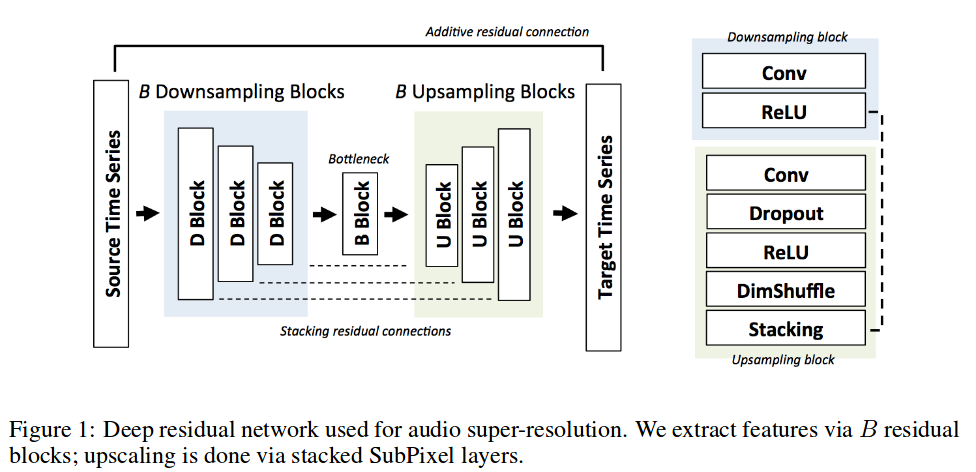 Additive residual connection
Source Time Series
B Downsampling Blocks
D Block
D Block
D Block
Bottleneck
B Block
B Upsampling Blocks
U Block
U Block
U Block
Target Time Series
Stacking residual connections
Downsampling block
Conv
ReLU
Conv
Dropout
ReLU
DimShuffle
Stacking
Upsampling block
Figure 1: Deep residual network used for audio super-resolution. We extract features via B residual
blocks; upscaling is done via stacked SubPixel layers.